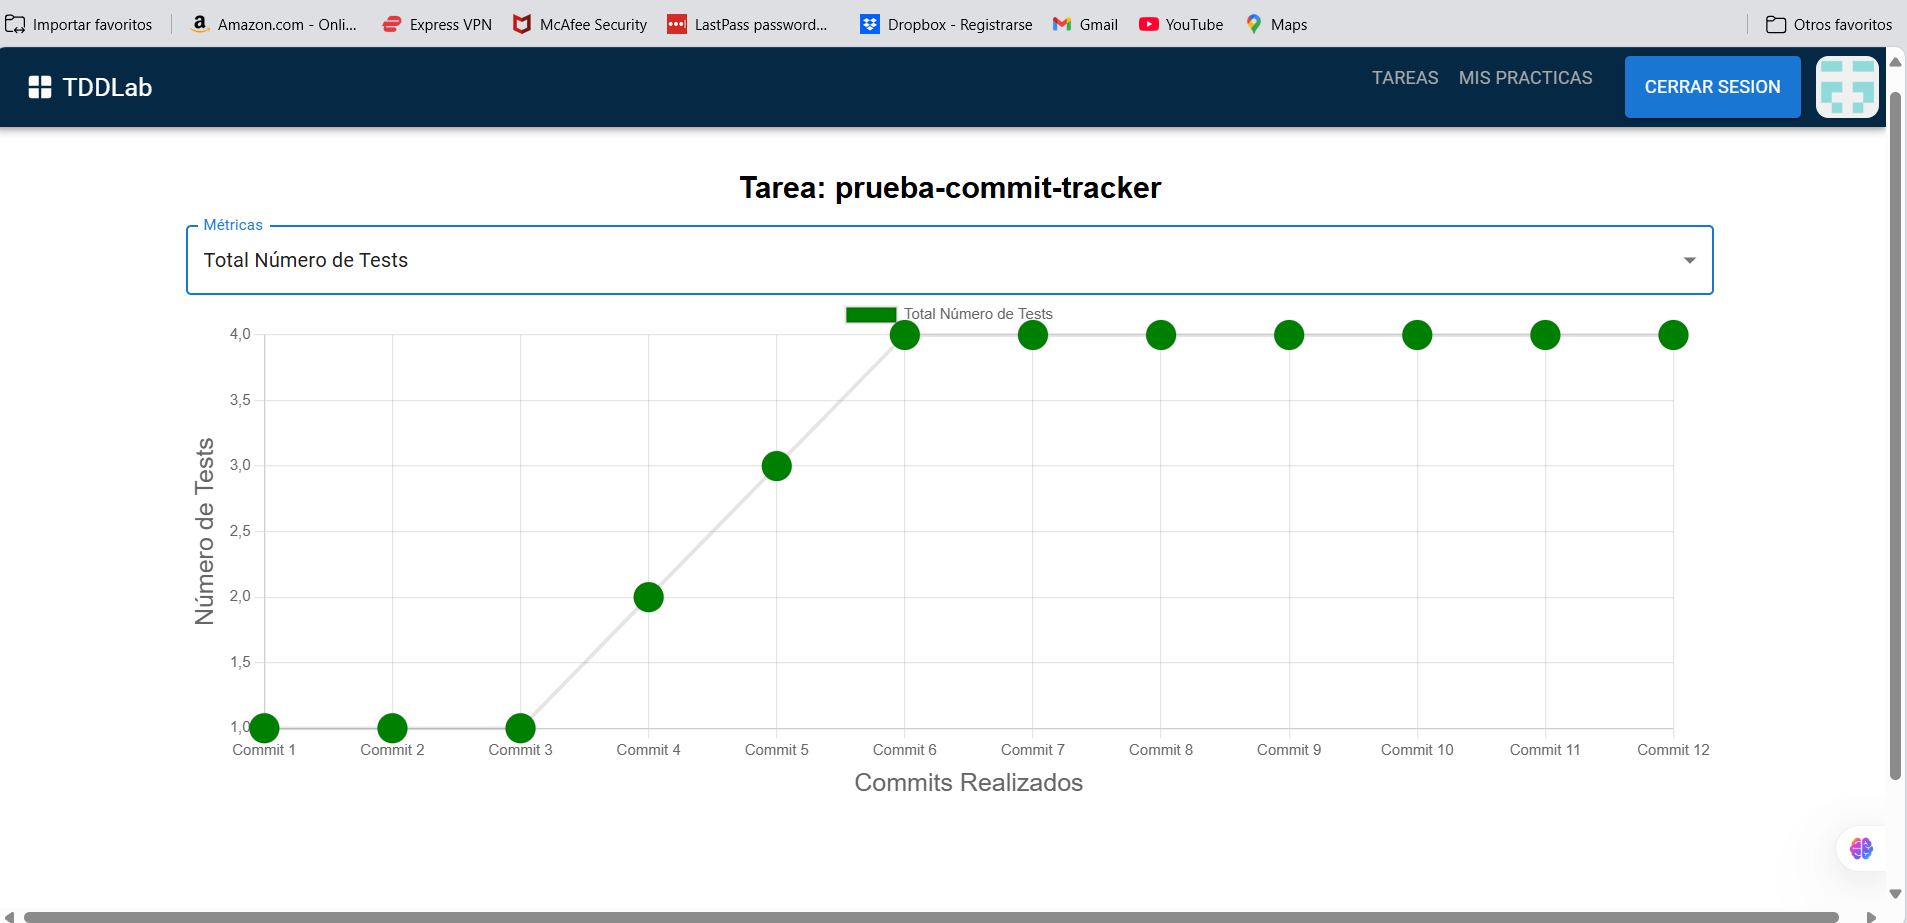 Importar favoritos
Amazon.com - Onli...
Express VPN
McAfee Security
LastPass password...
Dropbox - Registrarse
Gmail
YouTube
Maps
Otros favoritos
TDDLab
TAREAS
MIS PRACTICAS
CERRAR SESION
Tarea: prueba-commit-tracker
Métricas
Total Número de Tests
Total Número de Tests
Número de Tests
4,0
3,5
3,0
2,5
2,0
1,5
1,0
Commit 1
Commit 2
Commit 3
Commit 4
Commit 5
Commit 6
Commit 7
Commit 8
Commit 9
Commit 10
Commit 11
Commit 12
Commits Realizados